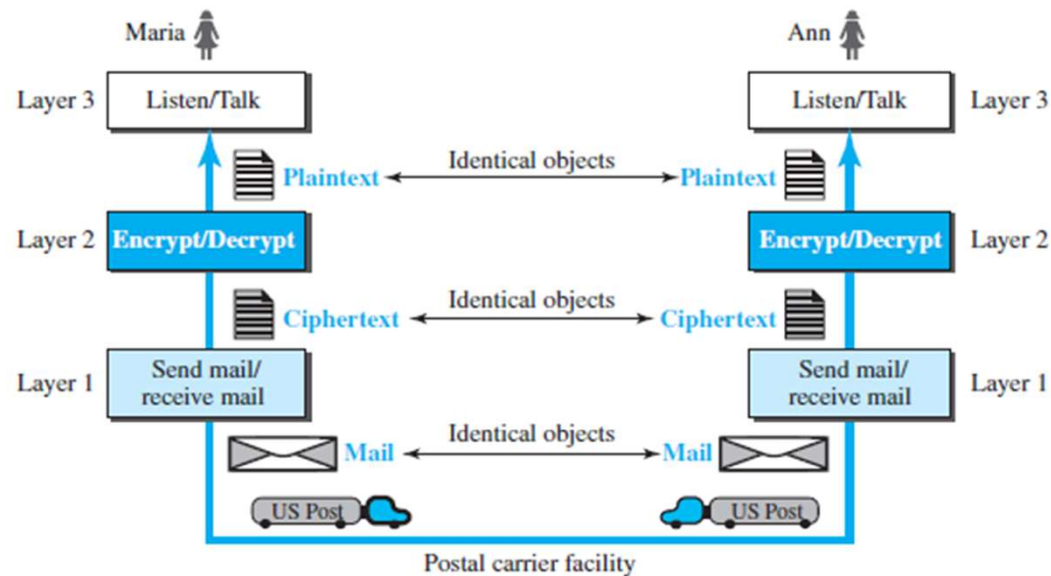 Maria Ann
Layer 3 Listen/Talk Listen/Talk Layer 3
Identical objects
Plaintext Plaintext
Layer 2 Encrypt/Decrypt Encrypt/Decrypt Layer 2
Identical objects
Ciphertext Ciphertext
Layer 1 Send mail/ receive mail Send mail/ receive mail Layer 1
Identical objects
Mail Mail
US Post US Post
Postal carrier facility